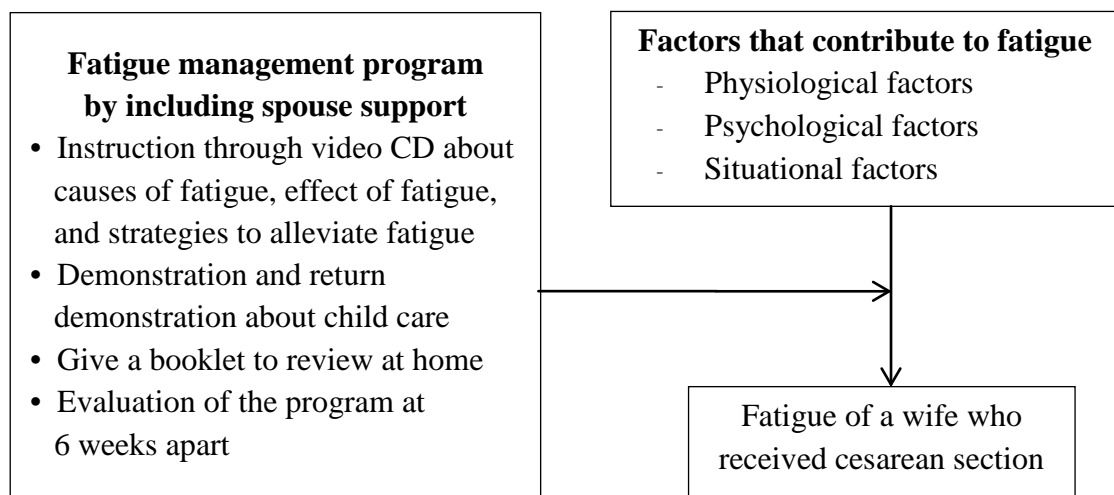 Fatigue management program
by including spouse support
• Instruction through video CD about
causes of fatigue, effect of fatigue,
and strategies to alleviate fatigue
• Demonstration and return
demonstration about child care
• Give a booklet to review at home
• Evaluation of the program at
6 weeks apart
Factors that contribute to fatigue
- Physiological factors
- Psychological factors
- Situational factors
Fatigue of a wife who
received cesarean section